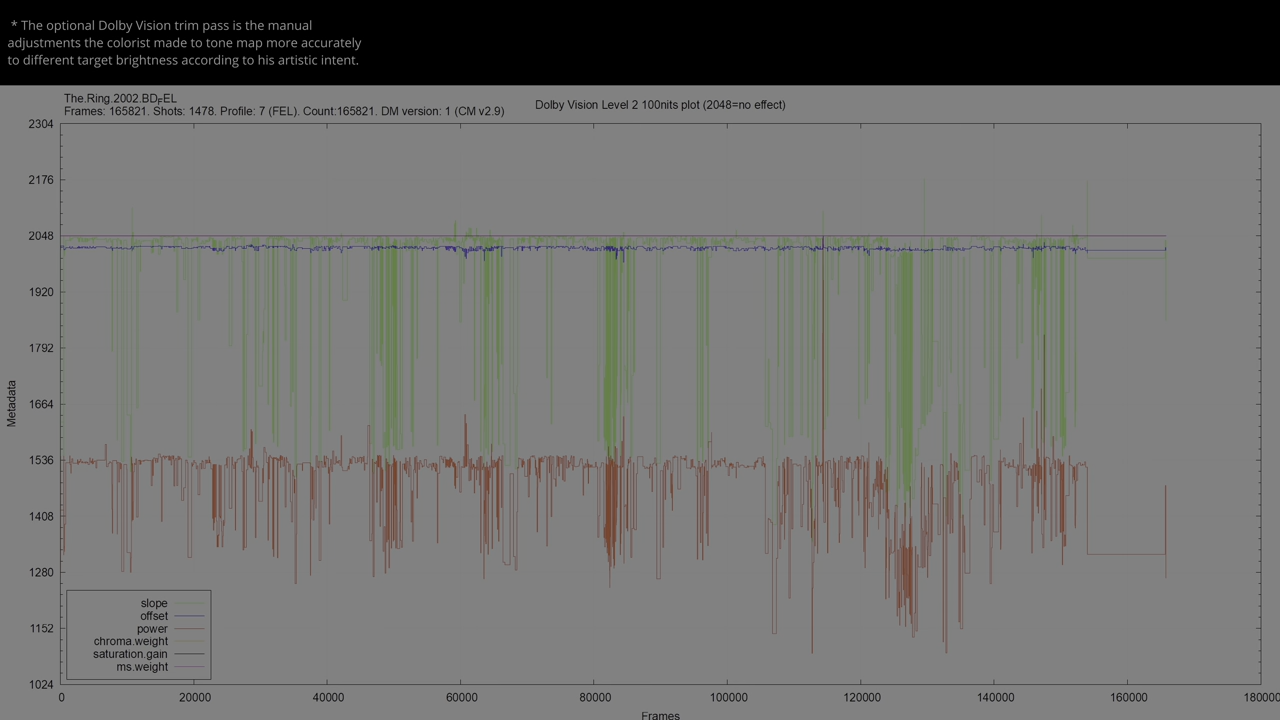 * The optional Dolby Vision trim pass is the manual
adjustments the colorist made to tone map more accurately
to different target brightness according to his artistic intent.
The.Ring.2002.BD_FEL
Frames: 165821. Shots: 1478. Profile: 7 (FEL). Count:165821. DM version: 1 (CM v2.9)
Dolby Vision Level 2 100nits plot (2048=no effect)
2304
2176
2048
1920
1792
1664
1536
1408
1280
1152
1024
Metadata
slope
offset
power
chroma.weight
saturation.gain
ms.weight
0 20000 40000 60000 80000 100000 120000 140000 160000 180000
Frames